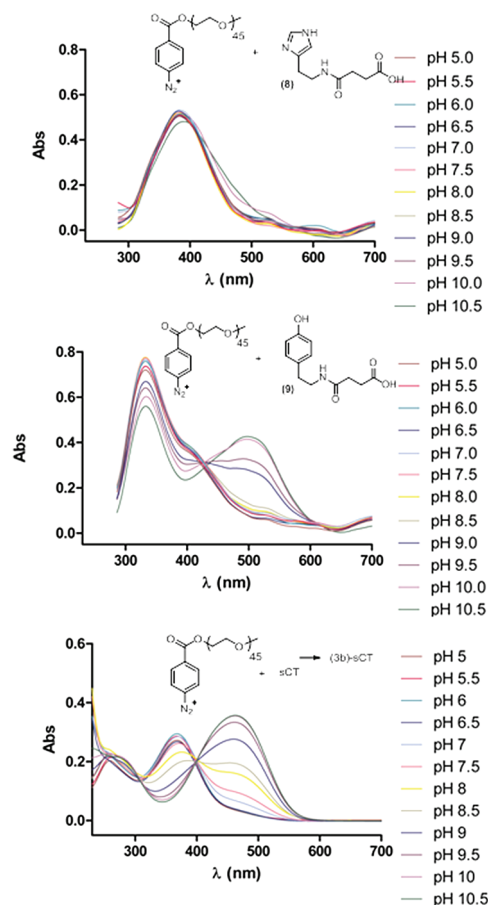 O
O
O
45
N2+
+
NH
N
(8)
N
H
O
O
OH
Abs
0.8
0.6
0.4
0.2
0.0
300 400 500 600 700
λ (nm)
pH 5.0
pH 5.5
pH 6.0
pH 6.5
pH 7.0
pH 7.5
pH 8.0
pH 8.5
pH 9.0
pH 9.5
pH 10.0
pH 10.5
O
O
O
45
N2+
+
OH
(9)
H
N
O
O
OH
Abs
0.8
0.6
0.4
0.2
0.0
300 400 500 600 700
λ (nm)
pH 5.0
pH 5.5
pH 6.0
pH 6.5
pH 7.0
pH 7.5
pH 8.0
pH 8.5
pH 9.0
pH 9.5
pH 10.0
pH 10.5
O
O
O
45
N2+
+ sCT
(3b)-sCT
Abs
0.6
0.4
0.2
0.0
300 400 500 600 700
λ (nm)
pH 5
pH 5.5
pH 6
pH 6.5
pH 7
pH 7.5
pH 8
pH 8.5
pH 9
pH 9.5
pH 10
pH 10.5